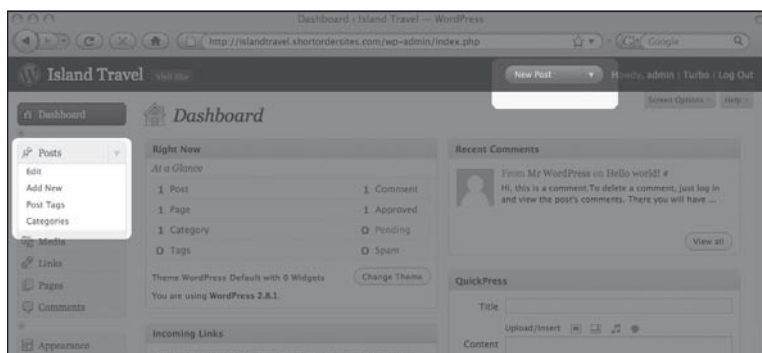 Dashboard ‹ Island Travel — WordPress
http://islandtravel.shortordersites.com/wp-admin/index.php
Google
Island Travel
Visit Site
New Post
Howdy, admin | Turbo | Log Out
Screen Options
Help
Dashboard
Dashboard
Posts
Edit
Add New
Post Tags
Categories
Media
Links
Pages
Comments
Appearance
Right Now
At a Glance
1 Post
1 Comment
1 Page
1 Approved
1 Category
0 Pending
0 Tags
0 Spam
Theme WordPress Default with 0 Widgets
Change Theme
You are using WordPress 2.8.1.
Incoming Links
Recent Comments
From Mr WordPress on Hello world! #
Hi, this is a comment.To delete a comment, just log in
and view the post's comments. There you will have ...
View all
QuickPress
Title
Upload/Insert
Content